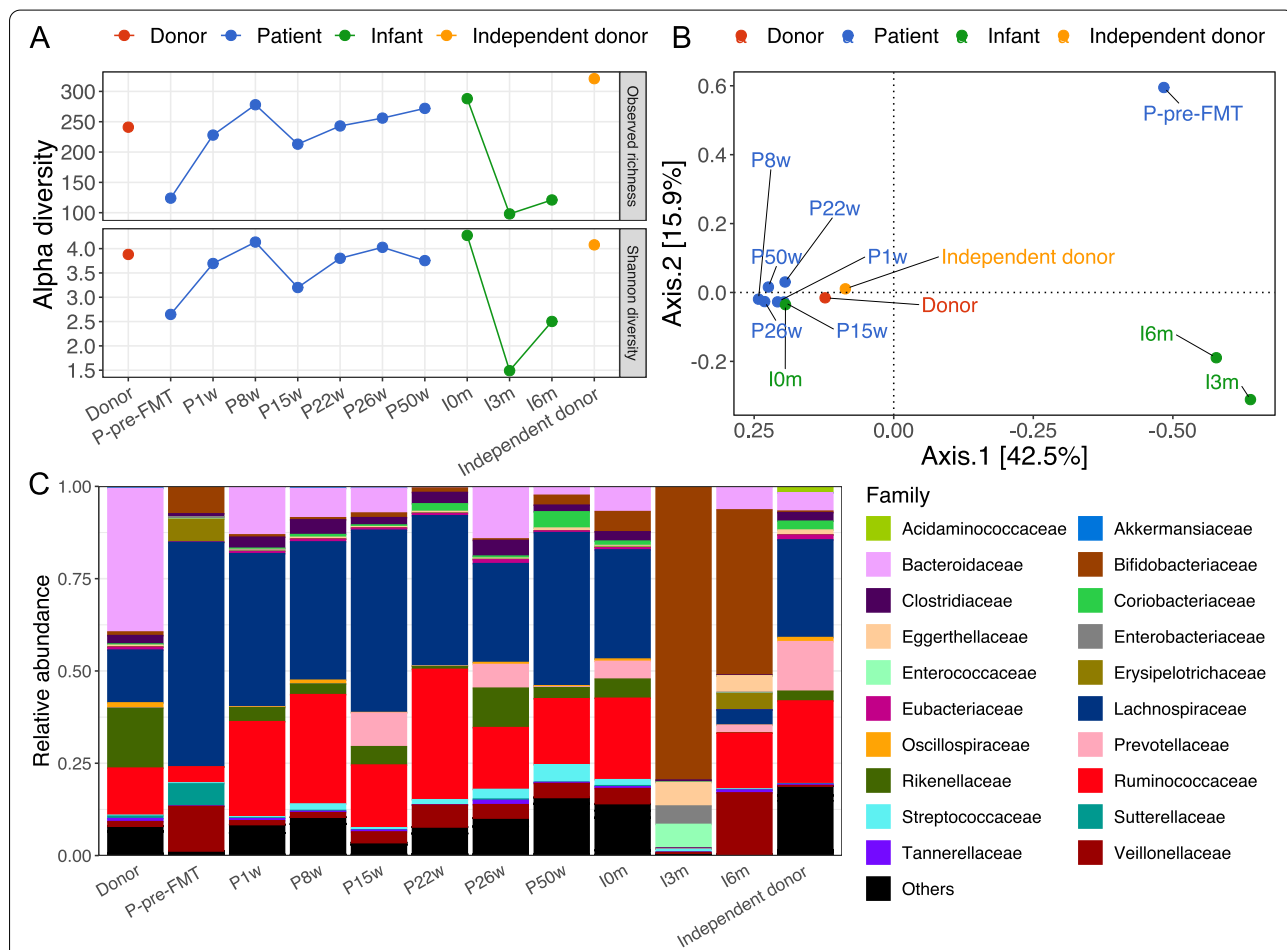 A
Donor Patient Infant Independent donor
Alpha diversity
300
250
200
150
100
Observed richness
4.0
3.5
3.0
2.5
2.0
1.5
Shannon diversity
Donor
P-pre-FMT
P1w
P8w
P15w
P22w
P26w
P50w
I0m
I3m
I6m
Independent donor
B
Donor Patient Infant Independent donor
Axis.2 [15.9%]
0.6
0.4
0.2
0.0
-0.2
P-pre-FMT
P8w
P22w
P50w
P1w
Independent donor
Donor
P26w
P15w
I0m
I6m
I3m
0.25 0.00 -0.25 -0.50
Axis.1 [42.5%]
C
Relative abundance
1.00
0.75
0.50
0.25
0.00
Donor
P-pre-FMT
P1w
P8w
P15w
P22w
P26w
P50w
I0m
I3m
I6m
Independent donor
Family
Acidaminococcaceae Akkermansiaceae
Bacteroidaceae Bifidobacteriaceae
Clostridiaceae Coriobacteriaceae
Eggerthellaceae Enterobacteriaceae
Enterococcaceae Erysipelotrichaceae
Eubacteriaceae Lachnospiraceae
Oscillospiraceae Prevotellaceae
Rikenellaceae Ruminococcaceae
Streptococcaceae Sutterellaceae
Tannerellaceae Veillonellaceae
Others